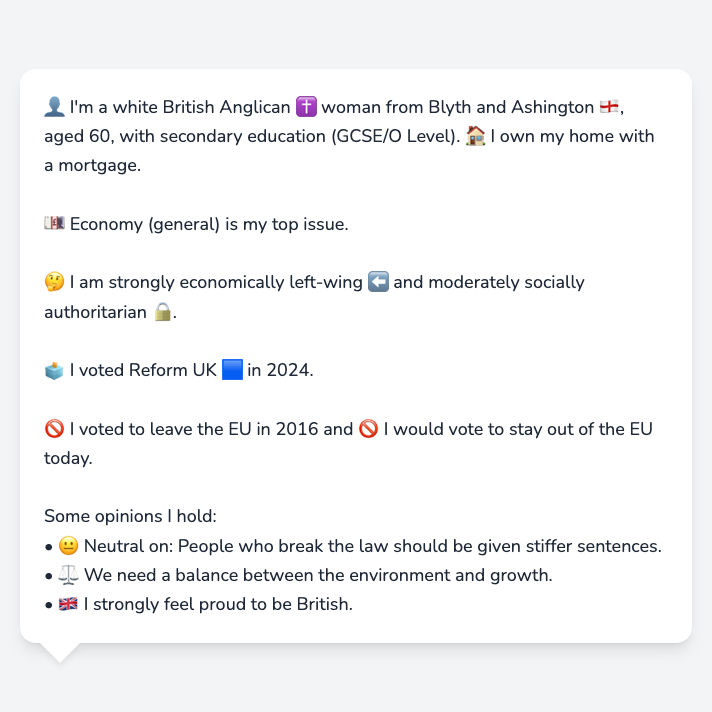 👤 I'm a white British Anglican ✝️ woman from Blyth and Ashington 🏴󠁧󠁢󠁥󠁮󠁧󠁿,
aged 60, with secondary education (GCSE/O Level). 🏠 I own my home with
a mortgage.
💷 Economy (general) is my top issue.
🤔 I am strongly economically left-wing ⬅️ and moderately socially
authoritarian 🔒.
🗳️ I voted Reform UK 🟦 in 2024.
🚫 I voted to leave the EU in 2016 and 🚫 I would vote to stay out of the EU
today.
Some opinions I hold:
• 😐 Neutral on: People who break the law should be given stiffer sentences.
• ⚖️ We need a balance between the environment and growth.
• 🇬🇧 I strongly feel proud to be British.